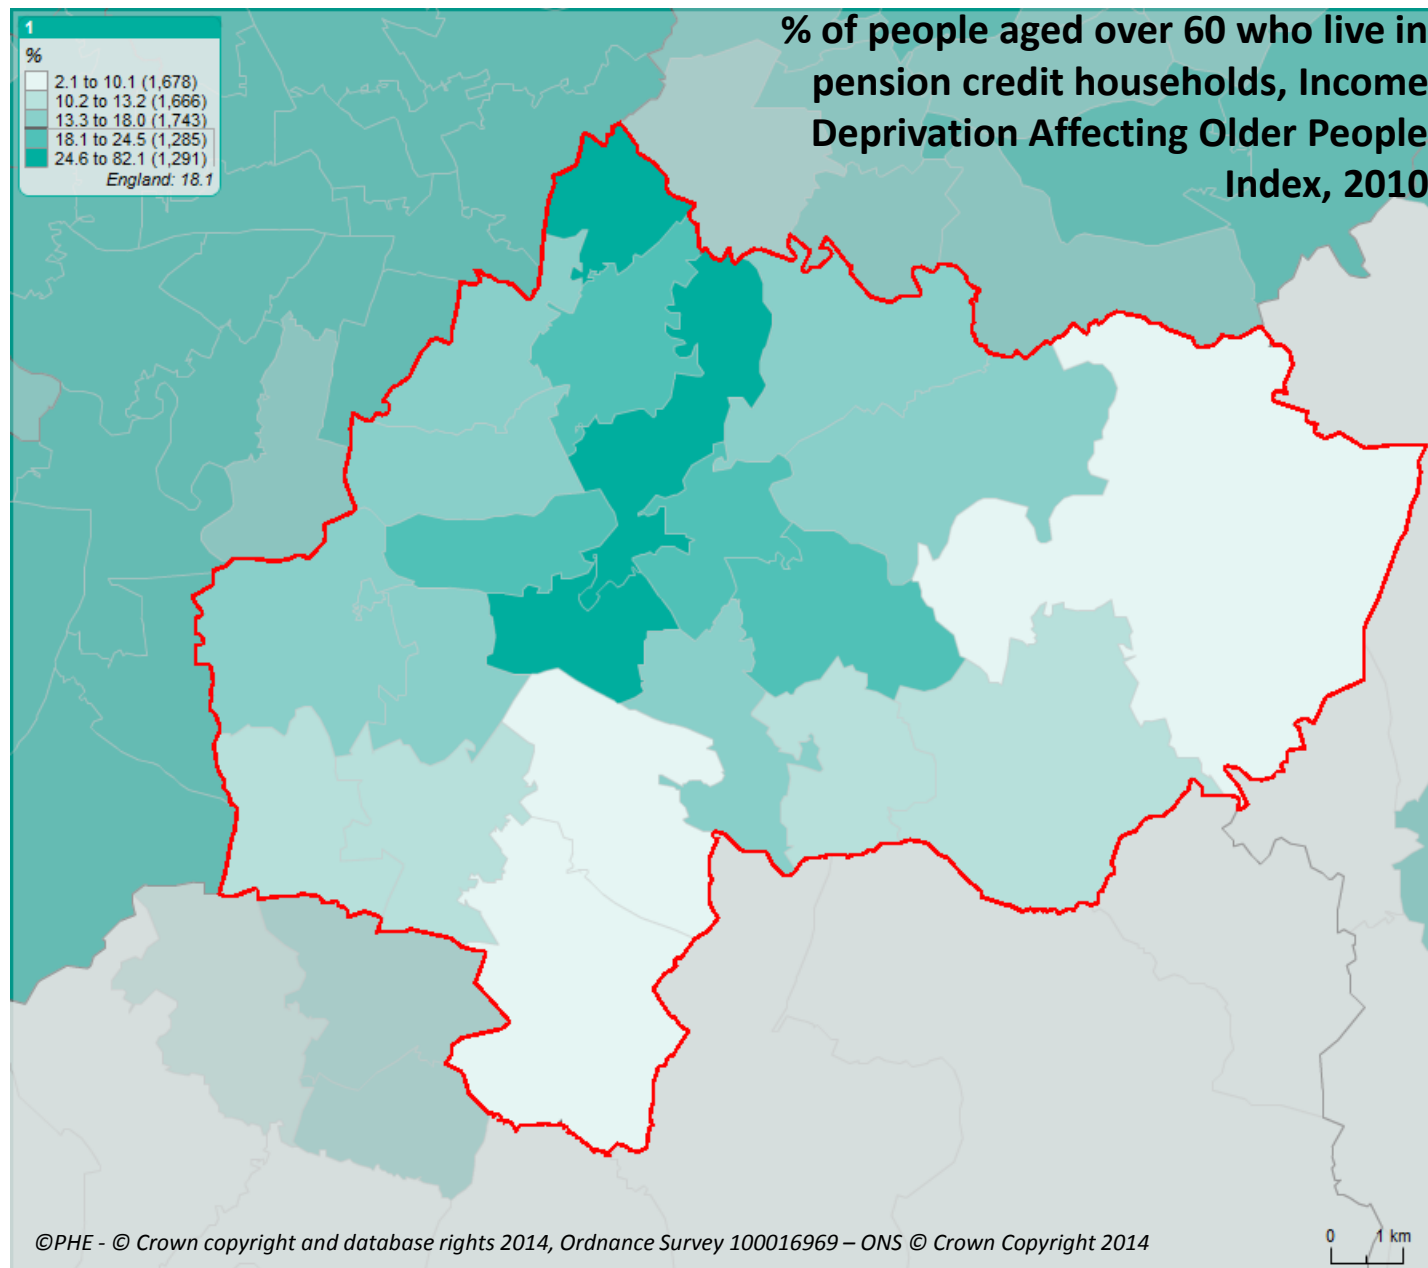 % of people aged over 60 who live in
pension credit households, Income
Deprivation Affecting Older People
Index, 2010
1
%
2.1 to 10.1 (1,678)
10.2 to 13.2 (1,666)
13.3 to 18.0 (1,743)
18.1 to 24.5 (1,285)
24.6 to 82.1 (1,291)
England: 18.1
©PHE - © Crown copyright and database rights 2014, Ordnance Survey 100016969 – ONS © Crown Copyright 2014
0 1 km